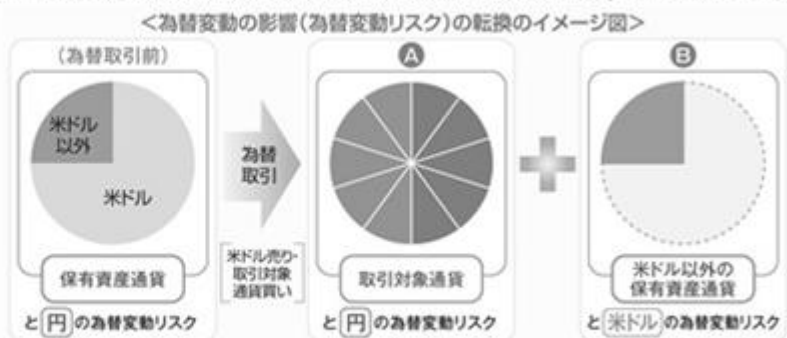 <為替変動の影響(為替変動リスク)の転換のイメージ図>
(為替取引前)
米ドル
以外
米ドル
保有資産通貨
と円の為替変動リスク
為替
取引
米ドル売り・
取引対象
通貨買い
A
取引対象通貨
と円の為替変動リスク
B
米ドル以外の
保有資産通貨
と米ドルの為替変動リスク